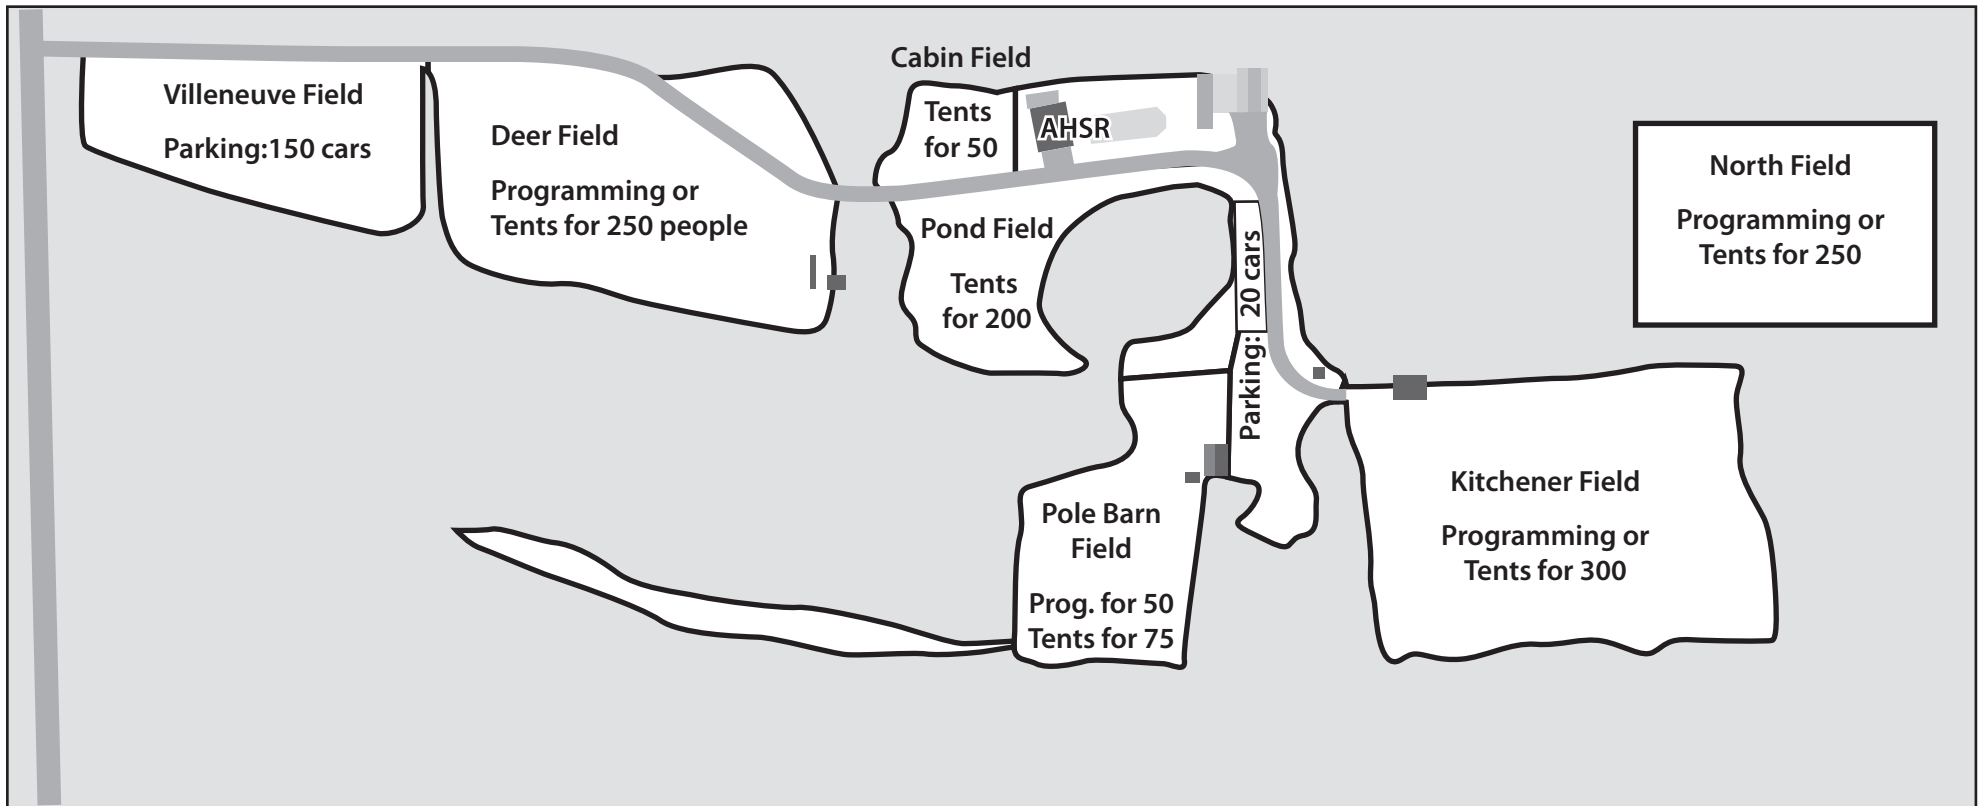 Villeneuve Field
Parking:150 cars
Deer Field
Programming or
Tents for 250 people
Cabin Field
Tents
for 50
AHSR
Pond Field
Tents
for 200
Parking: 20 cars
Pole Barn
Field
Prog. for 50
Tents for 75
North Field
Programming or
Tents for 250
Kitchener Field
Programming or
Tents for 300